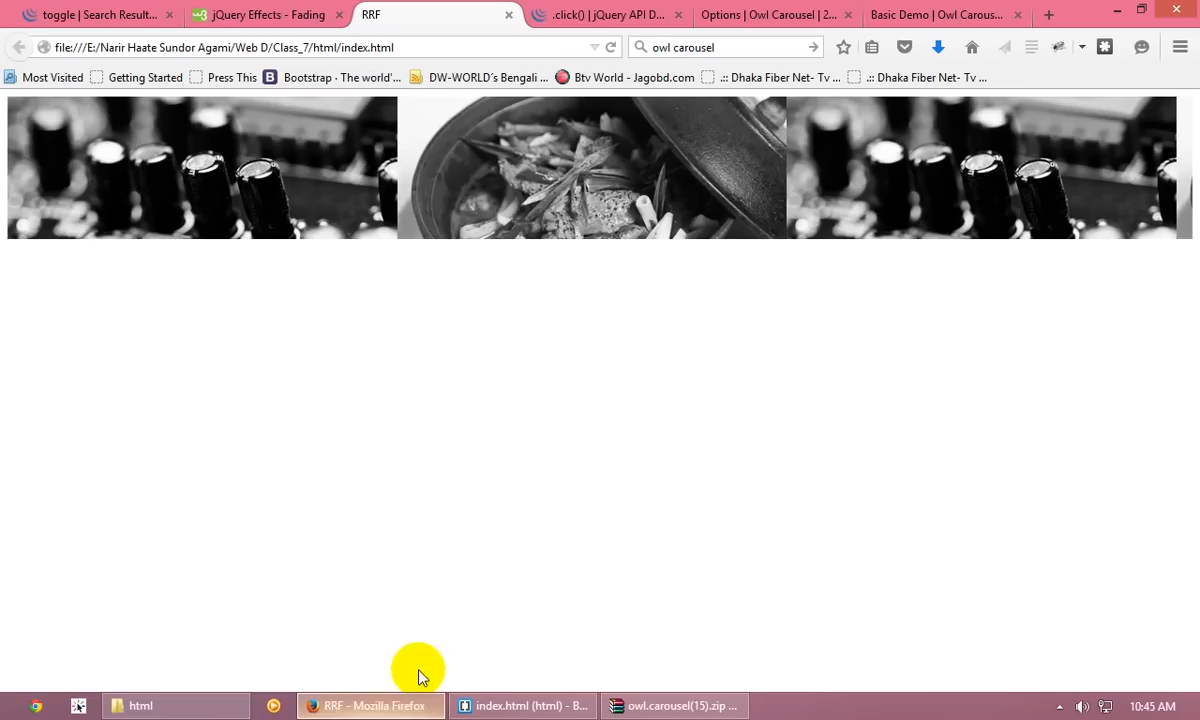 toggle | Search Result...
jQuery Effects - Fading
RRF
.click() | jQuery API D...
Options | Owl Carousel | 2...
Basic Demo | Owl Carous...
file:///E:/Narir Haate Sundor Agami/Web D/Class_7/html/index.html
owl carousel
Most Visited
Getting Started
Press This
Bootstrap · The world'...
DW-WORLD´s Bengali ...
Btv World - Jagobd.com
.:: Dhaka Fiber Net- Tv ...
.:: Dhaka Fiber Net- Tv ...
html
RRF - Mozilla Firefox
index.html (html) - B...
owl.carousel(15).zip ...
10:45 AM